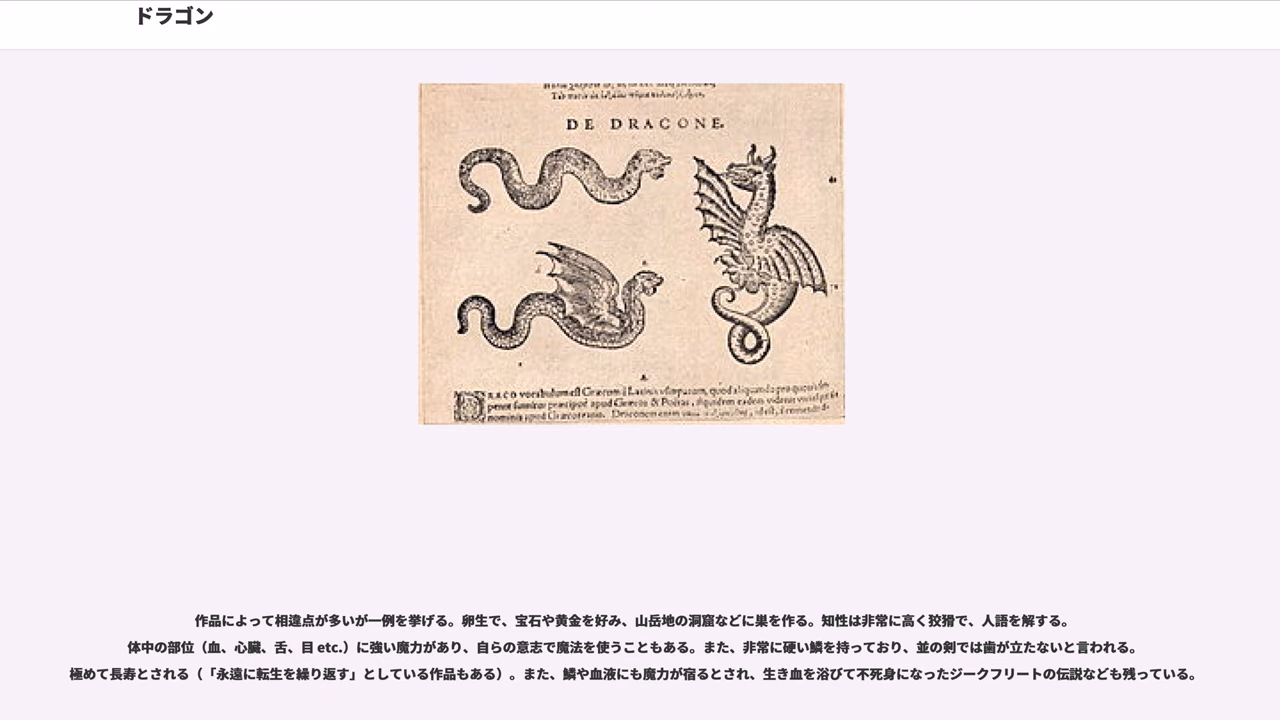 ドラゴン
DE DRACONE.
作品によって相違点が多いが一例を挙げる。卵生で、宝石や黄金を好み、山岳地の洞窟などに巣を作る。知性は非常に高く狡猾で、人語を解する。
体中の部位（血、心臓、舌、目 etc.）に強い魔力があり、自らの意志で魔法を使うこともある。また、非常に硬い鱗を持っており、並の剣では歯が立たないと言われる。
極めて長寿とされる（「永遠に転生を繰り返す」としている作品もある）。また、鱗や血液にも魔力が宿るとされ、生き血を浴びて不死身になったジークフリートの伝説なども残っている。